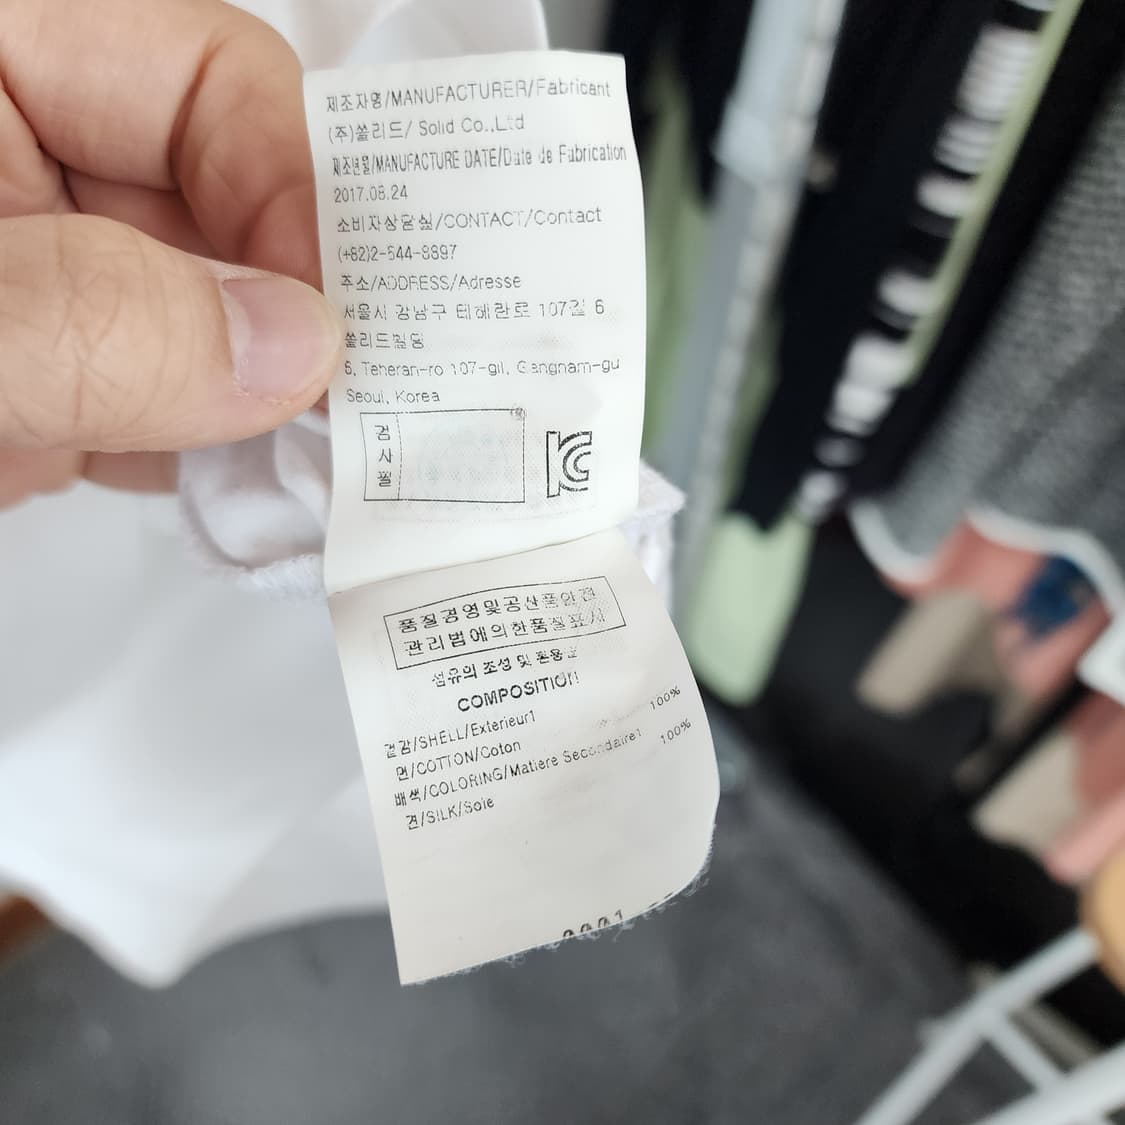 제조자명/MANUFACTURER/Fabricant
(주)쏠리드/ Solid Co.,Ltd
제조년월/MANUFACTURE DATE/Date de Fabrication
2017.08.24
소비자상담실/CONTACT/Contact
(+82)2-544-8897
주소/ADDRESS/Adresse
서울시 강남구 테헤란로 107길 6
쏠리드빌딩
6, Teheran-ro 107-gil, Gangnam-gu
Seoul, Korea
검사필
KC
품질경영및공산품안전
관리법에의한품질표시
섬유의 조성 및 혼용율
COMPOSITION
겉감/SHELL/Exterieur1
면/COTTON/Coton 100%
배색/COLORING/Matiere Secondaire1
견/SILK/Soie 100%